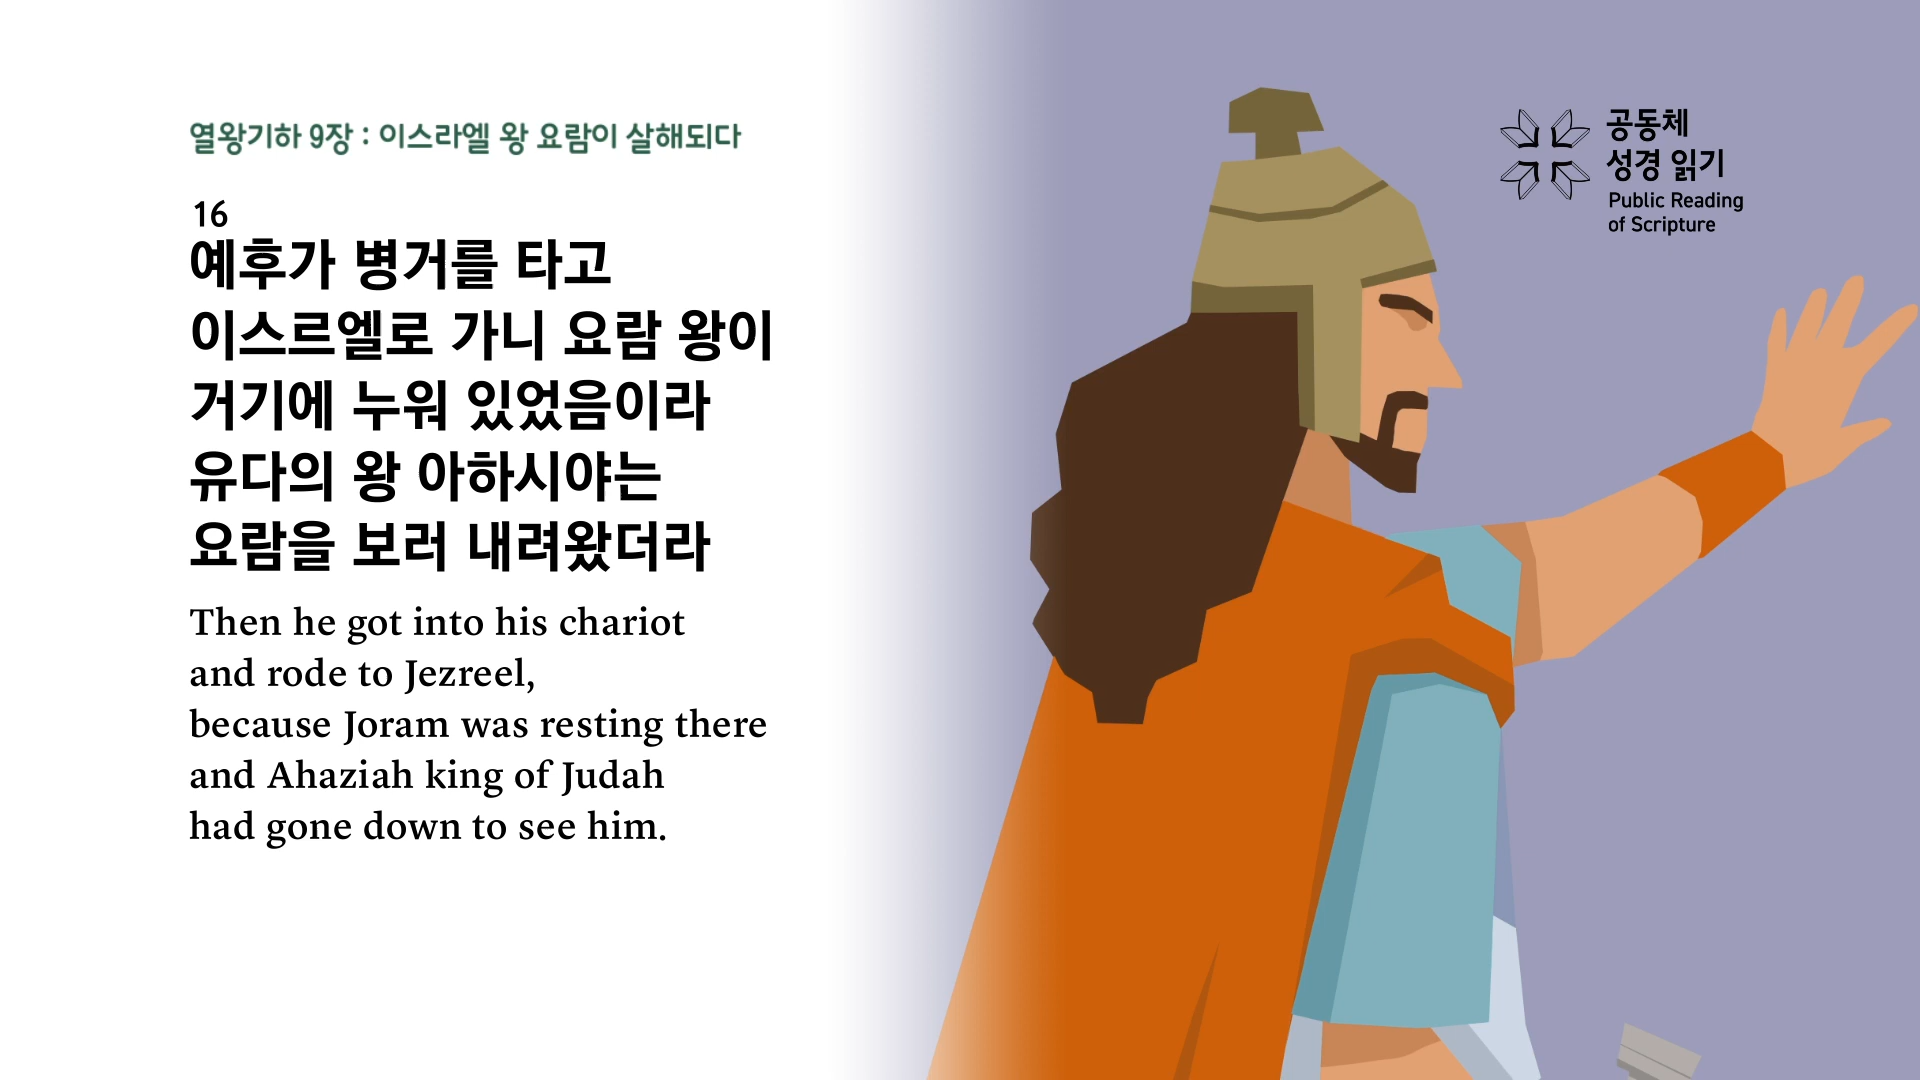 열왕기하 9장 : 이스라엘 왕 요람이 살해되다
16
예후가 병거를 타고
이스르엘로 가니 요람 왕이
거기에 누워 있었음이라
유다의 왕 아하시야는
요람을 보러 내려왔더라
Then he got into his chariot
and rode to Jezreel,
because Joram was resting there
and Ahaziah king of Judah
had gone down to see him.
공동체
성경 읽기
Public Reading
of Scripture